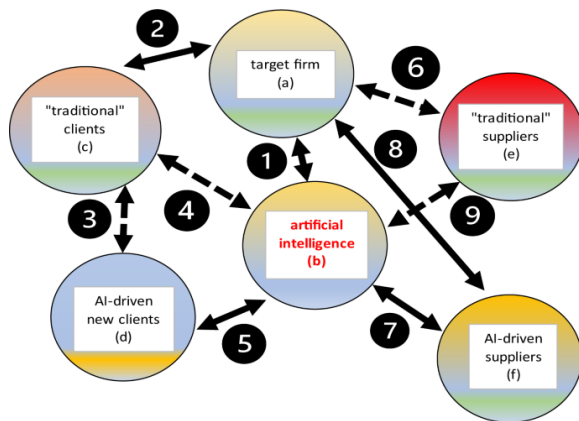 2
target firm
(a)
6
"traditional"
clients
(c)
"traditional"
suppliers
(e)
1
8
3
4
9
artificial
intelligence
(b)
AI-driven
new clients
(d)
5
7
AI-driven
suppliers
(f)